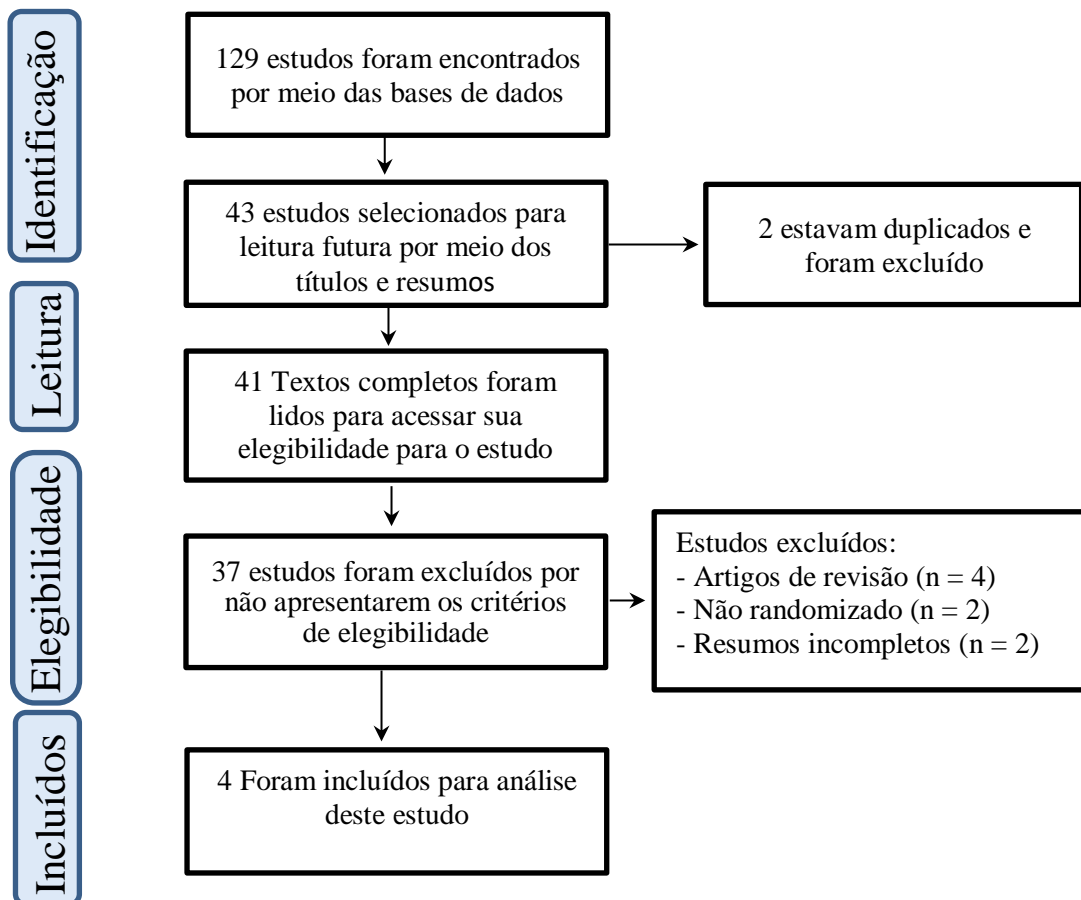 Identificação
129 estudos foram encontrados
por meio das bases de dados
43 estudos selecionados para
leitura futura por meio dos
títulos e resumos
2 estavam duplicados e
foram excluído
Leitura
41 Textos completos foram
lidos para acessar sua
elegibilidade para o estudo
Elegibilidade
37 estudos foram excluídos por
não apresentarem os critérios
de elegibilidade
Estudos excluídos:
- Artigos de revisão (n = 4)
- Não randomizado (n = 2)
- Resumos incompletos (n = 2)
Incluídos
4 Foram incluídos para análise
deste estudo